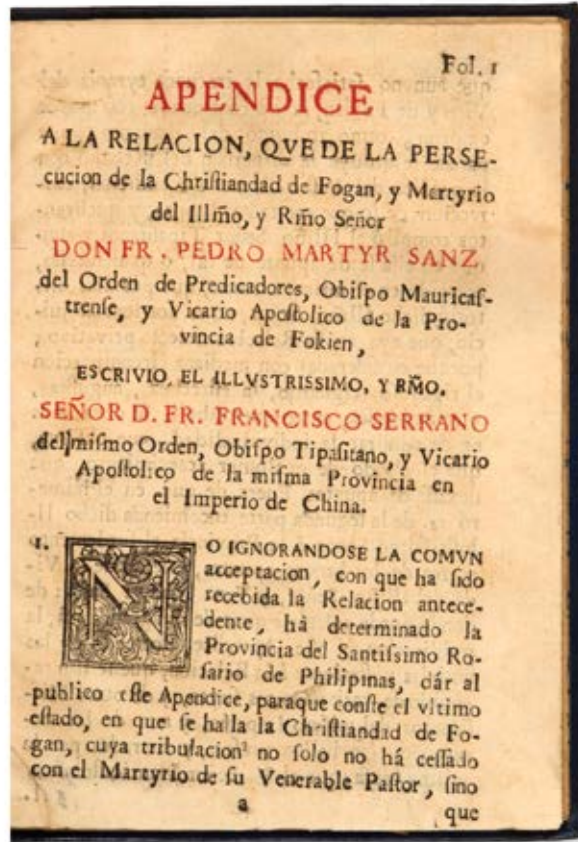 Fol. 1
APENDICE
A LA RELACION, QVE DE LA PERSE-
cucion de la Chriſtiandad de Fogan, y Martyrio
del Illm̃o, y Rm̃o Señor
DON FR. PEDRO MARTYR SANZ
del Orden de Predicadores, Obiſpo Mauricaſ-
trenſe, y Vicario Apoſtolico de la Pro-
vincia de Fokien,
ESCRIVIO, EL ILLVSTRISSIMO, Y RM̃O.
SEÑOR D. FR. FRANCISCO SERRANO
del miſmo Orden, Obiſpo Tipaſitano, y Vicario
Apoſtolico de la miſma Provincia en
el Imperio de China.
1. NO IGNORANDOSE LA COMVN
acceptacion, con que ha ſido
recebida la Relacion antece-
dente, hà determinado la
Provincia del Santiſsimo Ro-
ſario de Philipinas, dár al
publico eſte Apendice, paraque conſte el vltimo
eſtado, en que ſe halla la Chriſtiandad de Fo-
gan, cuya tribulacion no ſolo no há ceſſado
con el Martyrio de ſu Venerable Paſtor, ſino
a que